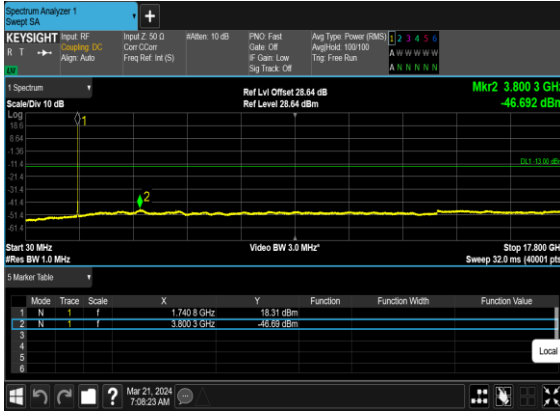 Spectrum Analyzer 1
Swept SA
+
KEYSIGHT
R T
Input: RF
Coupling: DC
Align: Auto
Input Z: 50 Ω
Corr CCorr
Freq Ref: Int (S)
#Atten: 10 dB
PNO: Fast
Gate: Off
IF Gain: Low
Sig Track: Off
Avg Type: Power (RMS)
Avg|Hold: 100/100
Trig: Free Run
1 2 3 4 5 6
A W W W W W
A N N N N N
1 Spectrum
Scale/Div 10 dB
Ref Lvl Offset 28.64 dB
Ref Level 28.64 dBm
Mkr2 3.800 3 GHz
-46.692 dBm
Log
18.6
8.64
-1.36
-11.4
-21.4
-31.4
-41.4
-51.4
-61.4
1
2
DL1 -13.00 dBm
Start 30 MHz
#Res BW 1.0 MHz
Video BW 3.0 MHz*
Stop 17.800 GH
Sweep 32.0 ms (40001 pts
5 Marker Table
Mode Trace Scale X Y Function Function Width Function Value
1 N 1 f 1.740 8 GHz 18.31 dBm
2 N 1 f 3.800 3 GHz -46.69 dBm
3
4
5
6
Local
?
Mar 21, 2024
7:08:23 AM